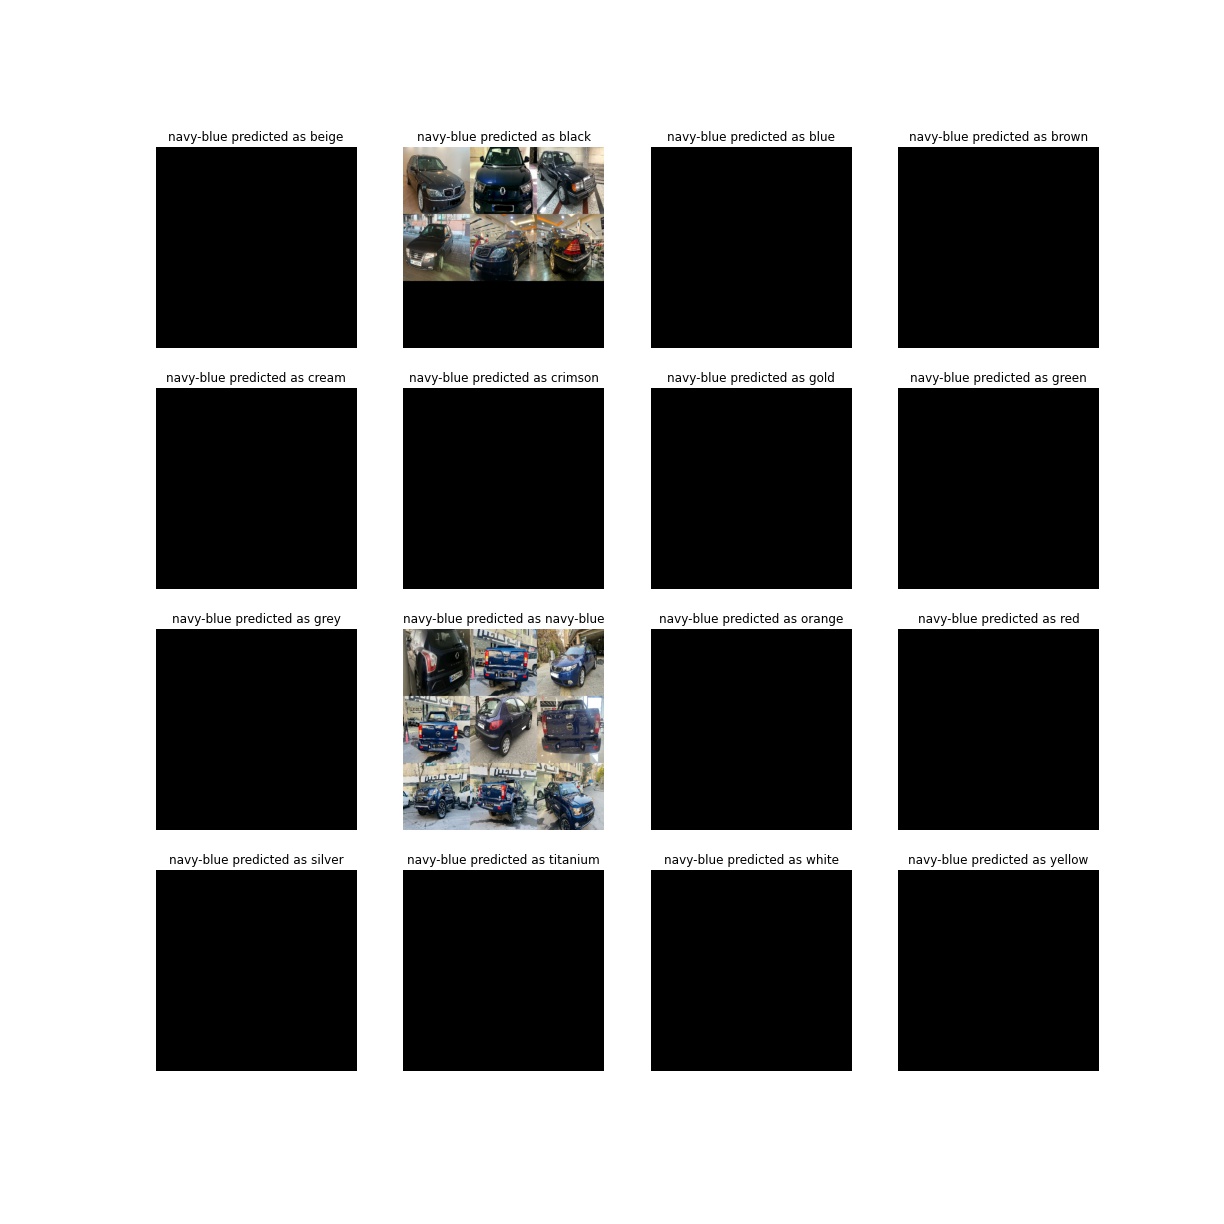 navy-blue predicted as beige
navy-blue predicted as black
navy-blue predicted as blue
navy-blue predicted as brown
navy-blue predicted as cream
navy-blue predicted as crimson
navy-blue predicted as gold
navy-blue predicted as green
navy-blue predicted as grey
navy-blue predicted as navy-blue
navy-blue predicted as orange
navy-blue predicted as red
navy-blue predicted as silver
navy-blue predicted as titanium
navy-blue predicted as white
navy-blue predicted as yellow